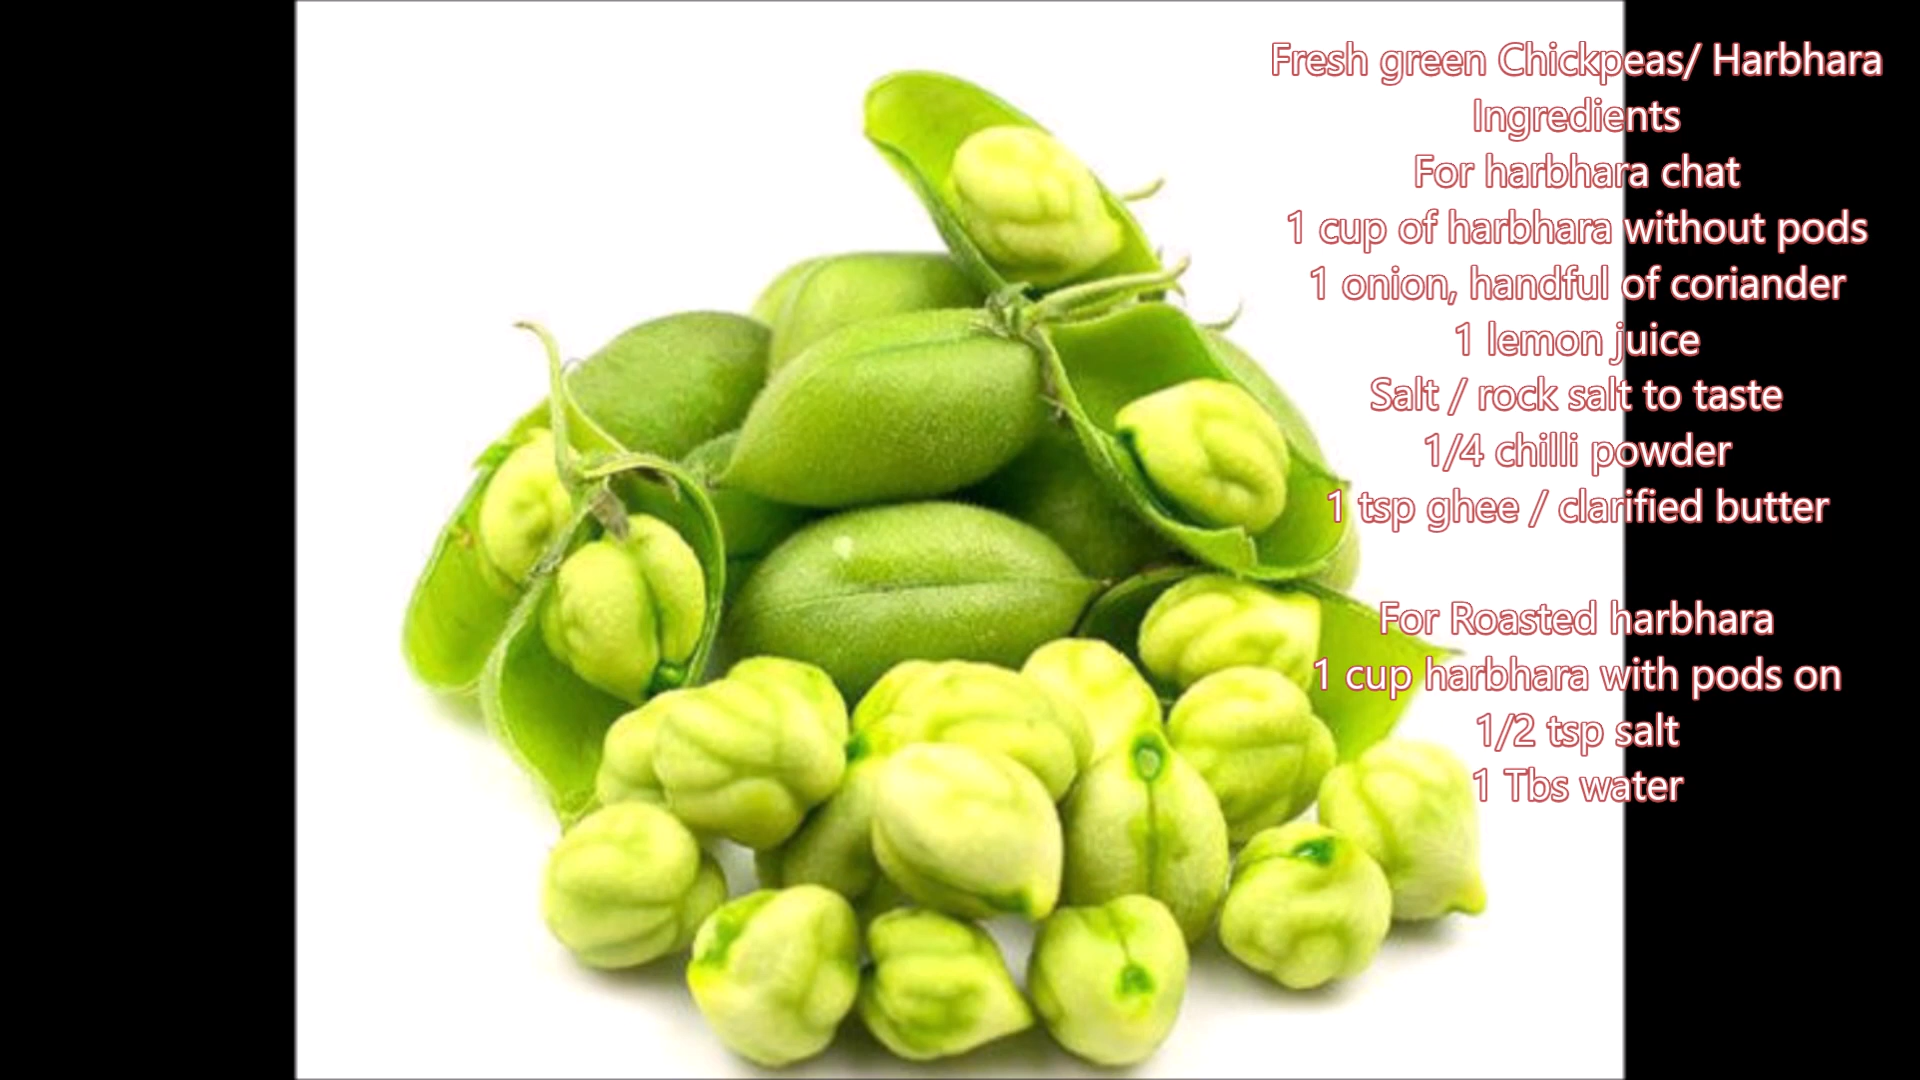 Fresh green Chickpeas/ Harbhara
Ingredients
For harbhara chat
1 cup of harbhara without pods
1 onion, handful of coriander
1 lemon juice
Salt / rock salt to taste
1/4 chilli powder
1 tsp ghee / clarified butter
For Roasted harbhara
1 cup harbhara with pods on
1/2 tsp salt
1 Tbs water